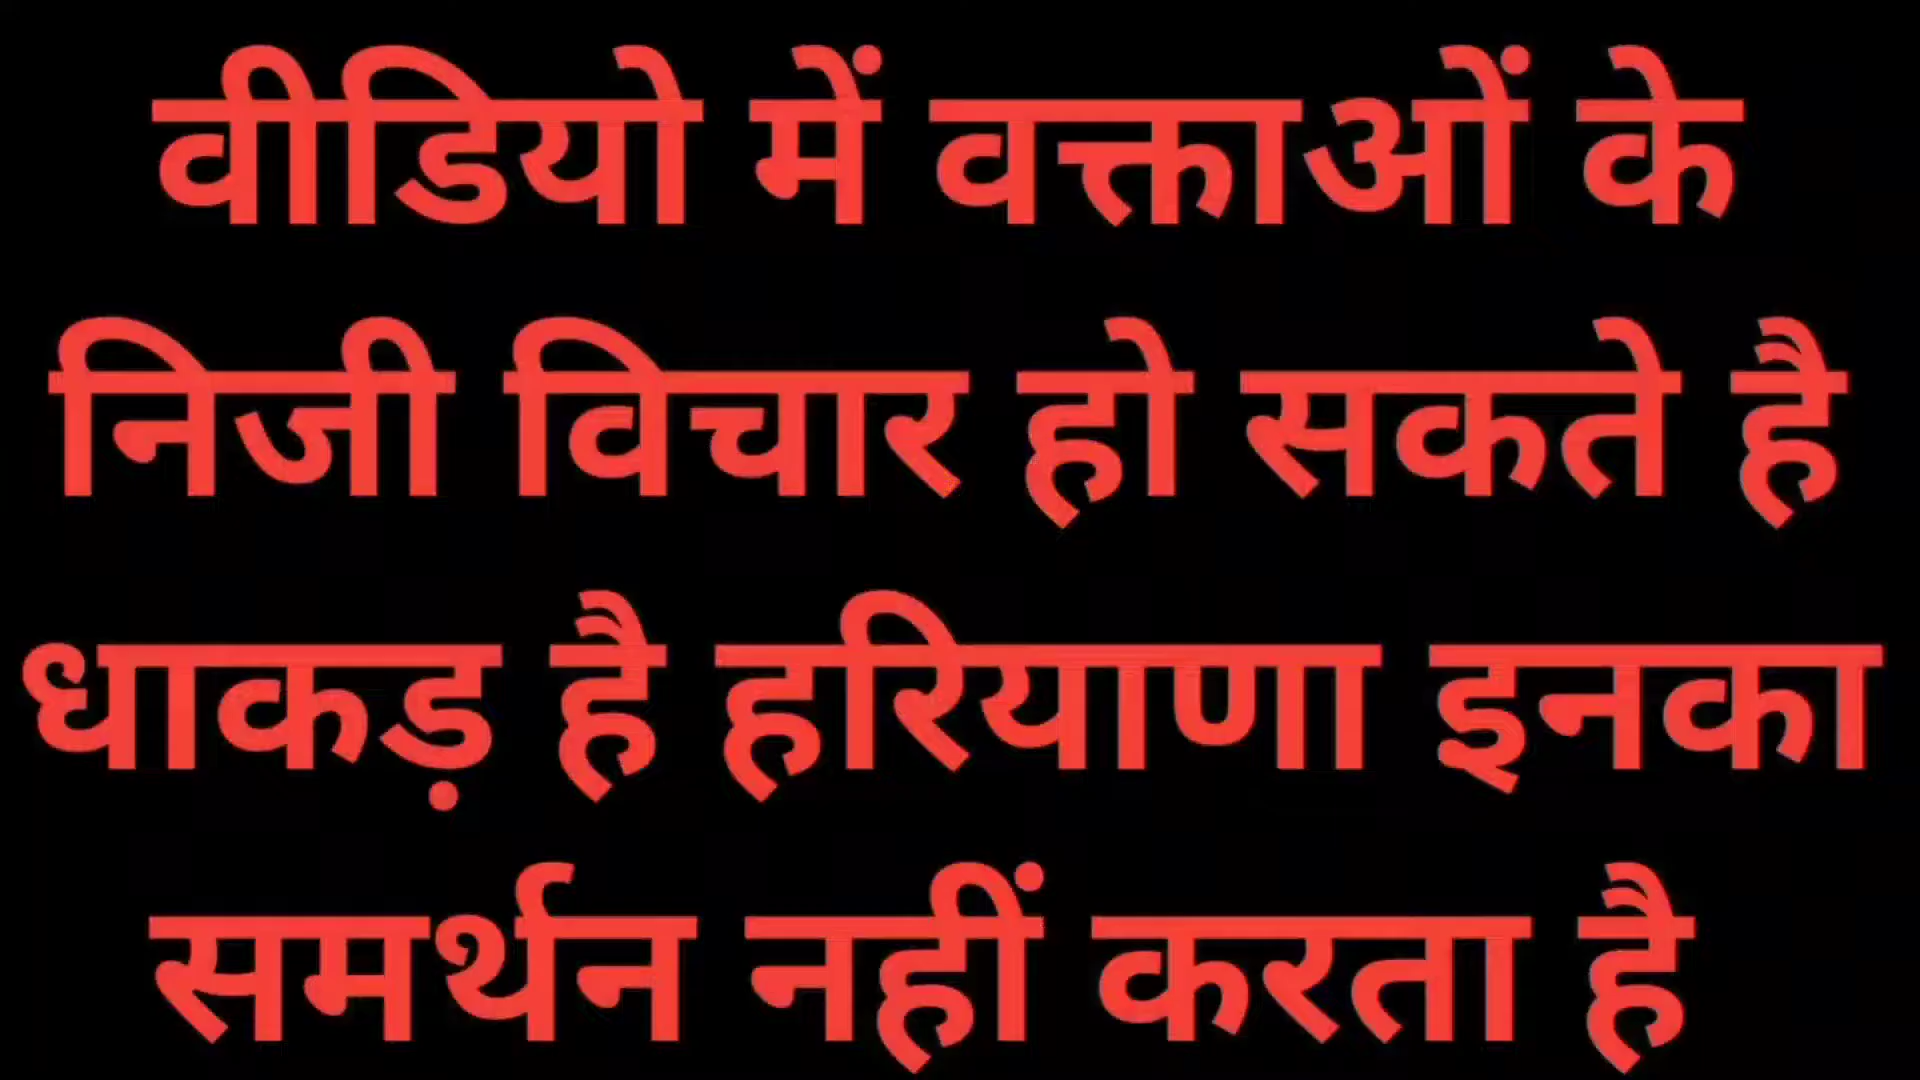 वीडियो में वक्ताओं के
निजी विचार हो सकते है
धाकड़ है हरियाणा इनका
समर्थन नहीं करता है